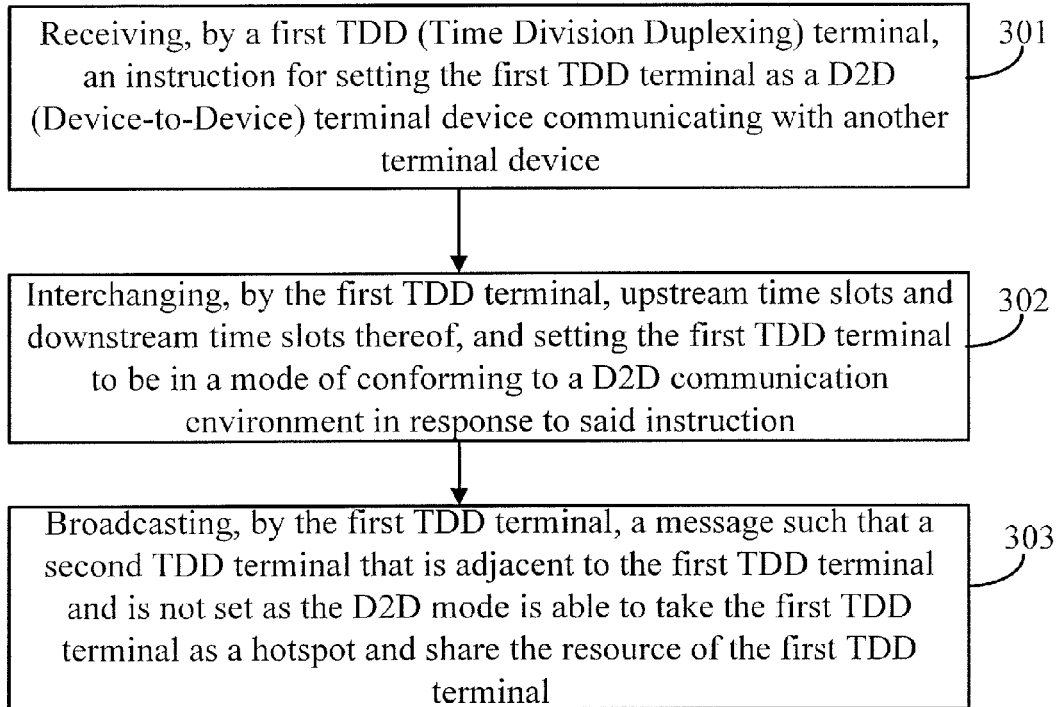 Receiving, by a first TDD (Time Division Duplexing) terminal,
an instruction for setting the first TDD terminal as a D2D
(Device-to-Device) terminal device communicating with another
terminal device
301
Interchanging, by the first TDD terminal, upstream time slots and
downstream time slots thereof, and setting the first TDD terminal
to be in a mode of conforming to a D2D communication
environment in response to said instruction
302
Broadcasting, by the first TDD terminal, a message such that a
second TDD terminal that is adjacent to the first TDD terminal
and is not set as the D2D mode is able to take the first TDD
terminal as a hotspot and share the resource of the first TDD
terminal
303